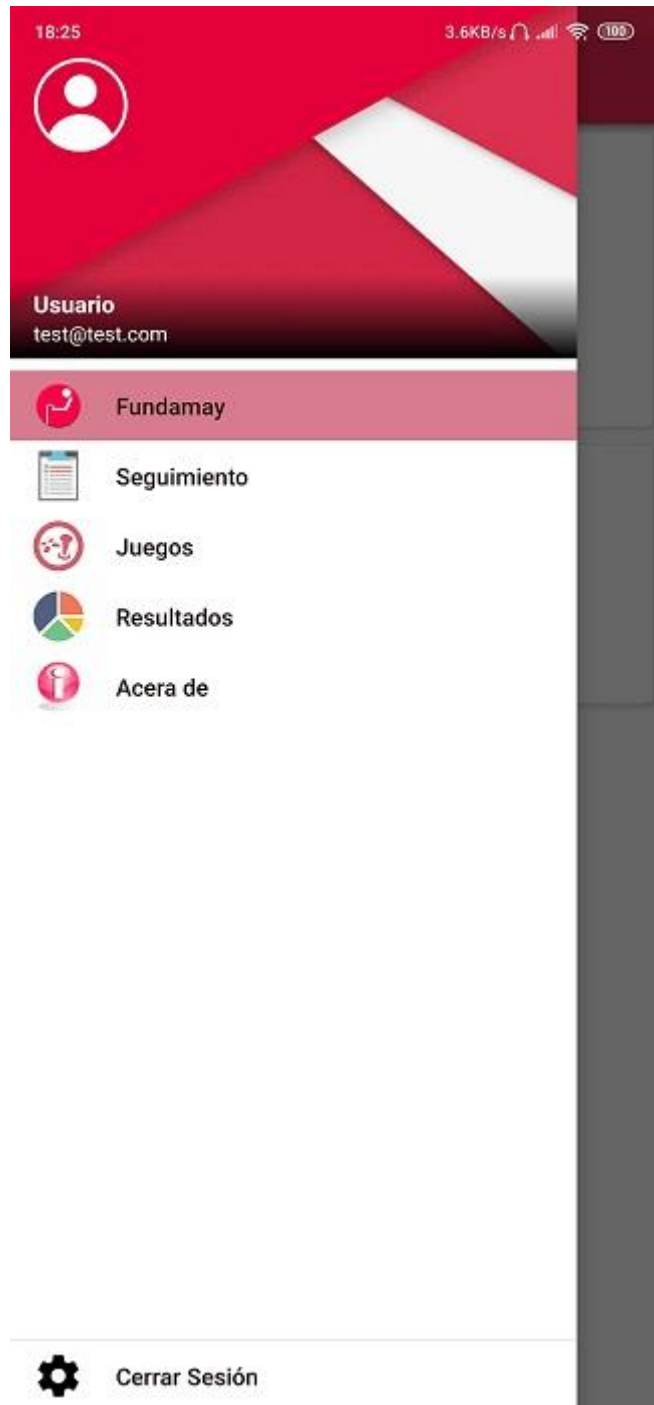 18:25 3.6KB/s 100
Usuario
test@test.com
Fundamay
Seguimiento
Juegos
Resultados
Acera de
Cerrar Sesión